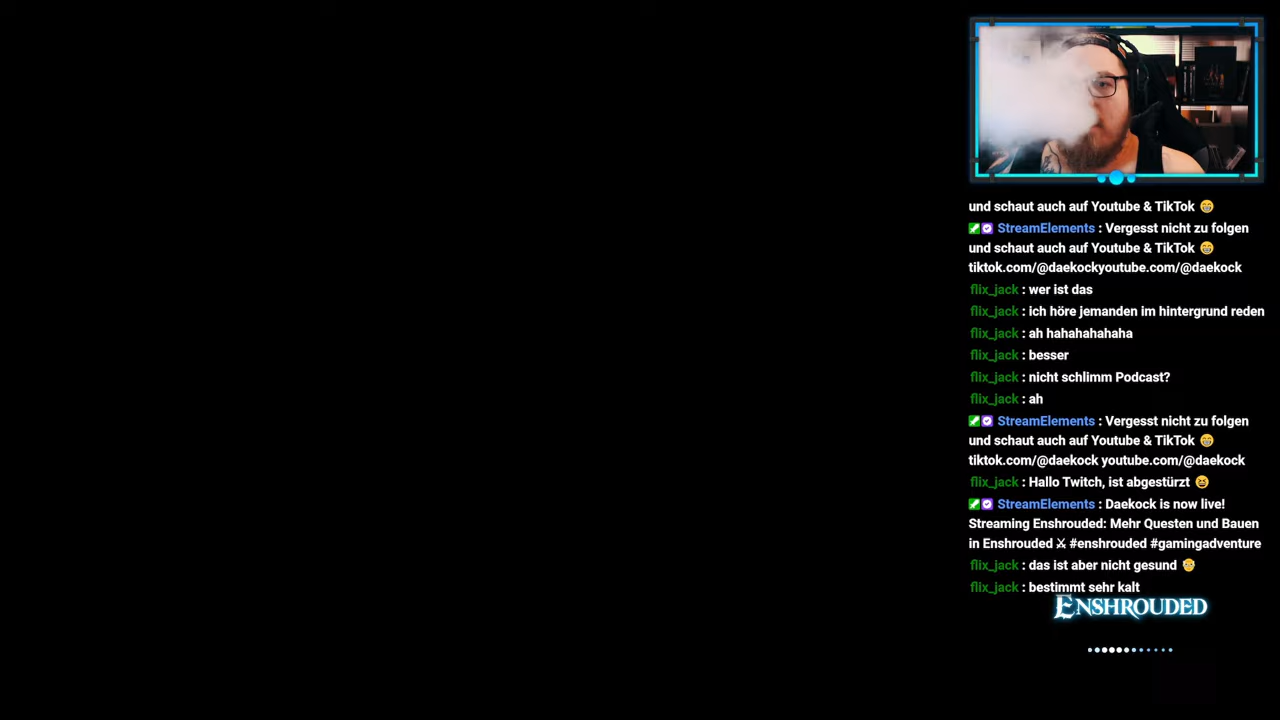 und schaut auch auf Youtube & TikTok 😁
StreamElements : Vergesst nicht zu folgen
und schaut auch auf Youtube & TikTok 😁
tiktok.com/@daekockyoutube.com/@daekock
flix_jack : wer ist das
flix_jack : ich höre jemanden im hintergrund reden
flix_jack : ah hahahahahaha
flix_jack : besser
flix_jack : nicht schlimm Podcast?
flix_jack : ah
StreamElements : Vergesst nicht zu folgen
und schaut auch auf Youtube & TikTok 😁
tiktok.com/@daekock youtube.com/@daekock
flix_jack : Hallo Twitch, ist abgestürzt 😆
StreamElements : Daekock is now live!
Streaming Enshrouded: Mehr Questen und Bauen
in Enshrouded ⚔ #enshrouded #gamingadventure
flix_jack : das ist aber nicht gesund 😓
flix_jack : bestimmt sehr kalt
ENSHROUDED